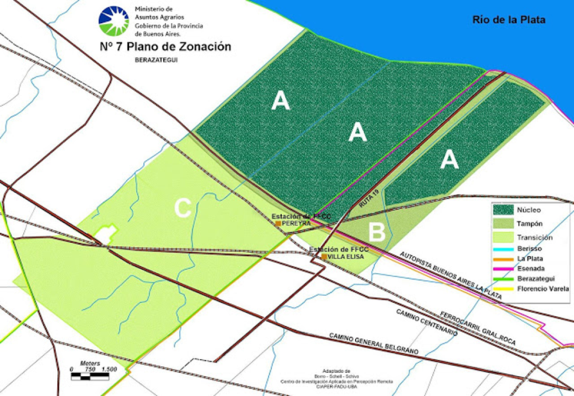 Ministerio de
Asuntos Agrarios
Gobierno de la Provincia
de Buenos Aires.
Nº 7 Plano de Zonación
BERAZATEGUI
Río de la Plata
A
A
A
C
B
RUTA 19
Estación de FFCC
PEREYRA
Estación de FFCC
VILLA ELISA
Núcleo
Tampón
Transición
Berisso
La Plata
Esenada
Berazategui
Florencio Varela
AUTOPISTA BUENOS AIRES LA PLATA
FERROCARRIL GRAL.ROCA
CAMINO CENTENARIO
CAMINO GENERAL BELGRANO
Meters
0 750 1.500
Adaptado de
Centro de Investigación Aplicado en Percepción Remota